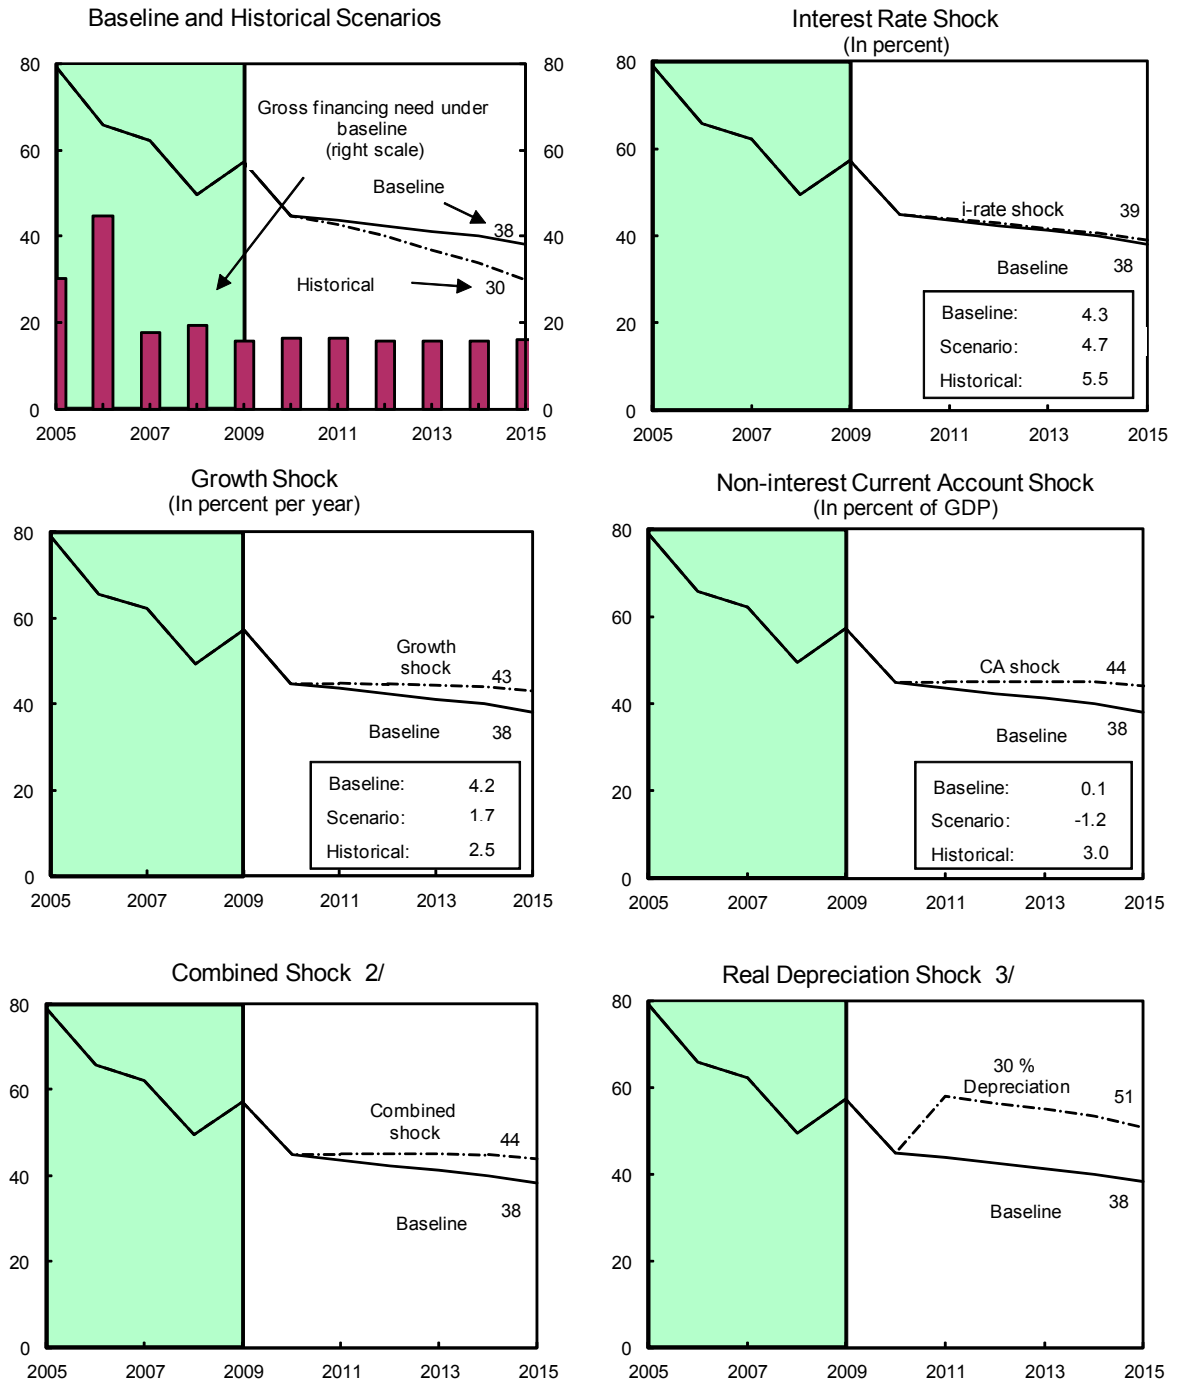 Baseline and Historical Scenarios
80
60
40
20
0
80
60
40
20
0
Gross financing need under
baseline
(right scale)
Baseline
38
Historical
30
2005
2007
2009
2011
2013
2015
Interest Rate Shock
(In percent)
80
60
40
20
0
i-rate shock
39
Baseline
38
Baseline: 4.3
Scenario: 4.7
Historical: 5.5
2005
2007
2009
2011
2013
2015
Growth Shock
(In percent per year)
80
60
40
20
0
Growth
shock
43
Baseline
38
Baseline: 4.2
Scenario: 1.7
Historical: 2.5
2005
2007
2009
2011
2013
2015
Non-interest Current Account Shock
(In percent of GDP)
80
60
40
20
0
CA shock
44
Baseline
38
Baseline: 0.1
Scenario: -1.2
Historical: 3.0
2005
2007
2009
2011
2013
2015
Combined Shock 2/
80
60
40
20
0
Combined
shock
44
Baseline
38
2005
2007
2009
2011
2013
2015
Real Depreciation Shock 3/
80
60
40
20
0
30 %
Depreciation
51
Baseline
38
2005
2007
2009
2011
2013
2015